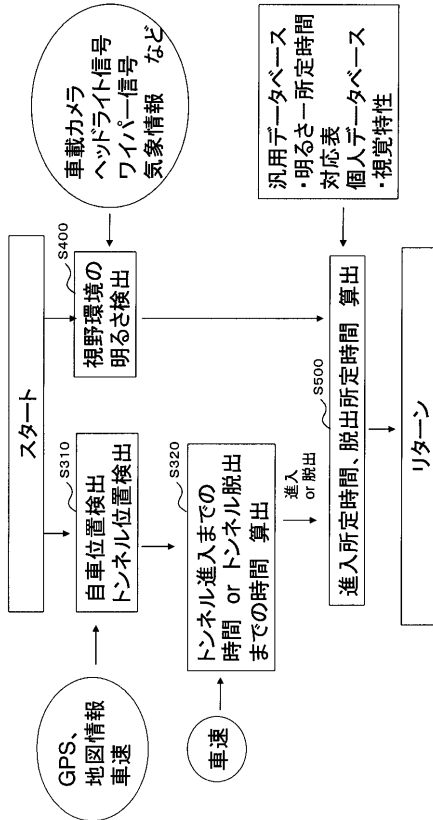 スタート
GPS、
地図情報
車速
S310
自車位置検出
トンネル位置検出
S400
視野環境の
明るさ検出
車載カメラ
ヘッドライト信号
ワイパー信号
気象情報 など
車速
S320
トンネル進入までの
時間 or トンネル脱出
までの時間 算出
進入
or 脱出
S500
進入所定時間、脱出所定時間 算出
汎用データベース
・明るさー所定時間
対応表
個人データベース
・視覚特性
リターン